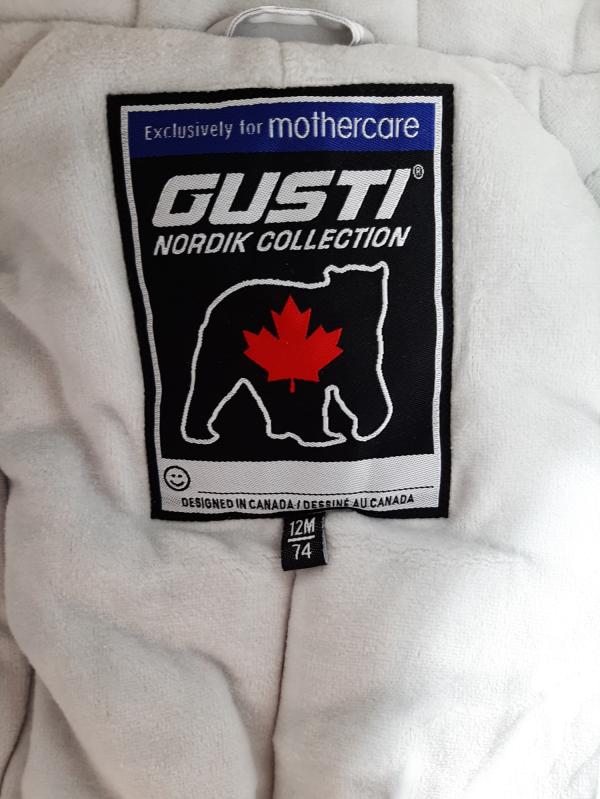 Exclusively for mothercare
GUSTI®
NORDIK COLLECTION
DESIGNED IN CANADA / DESSINÉ AU CANADA
12M
74